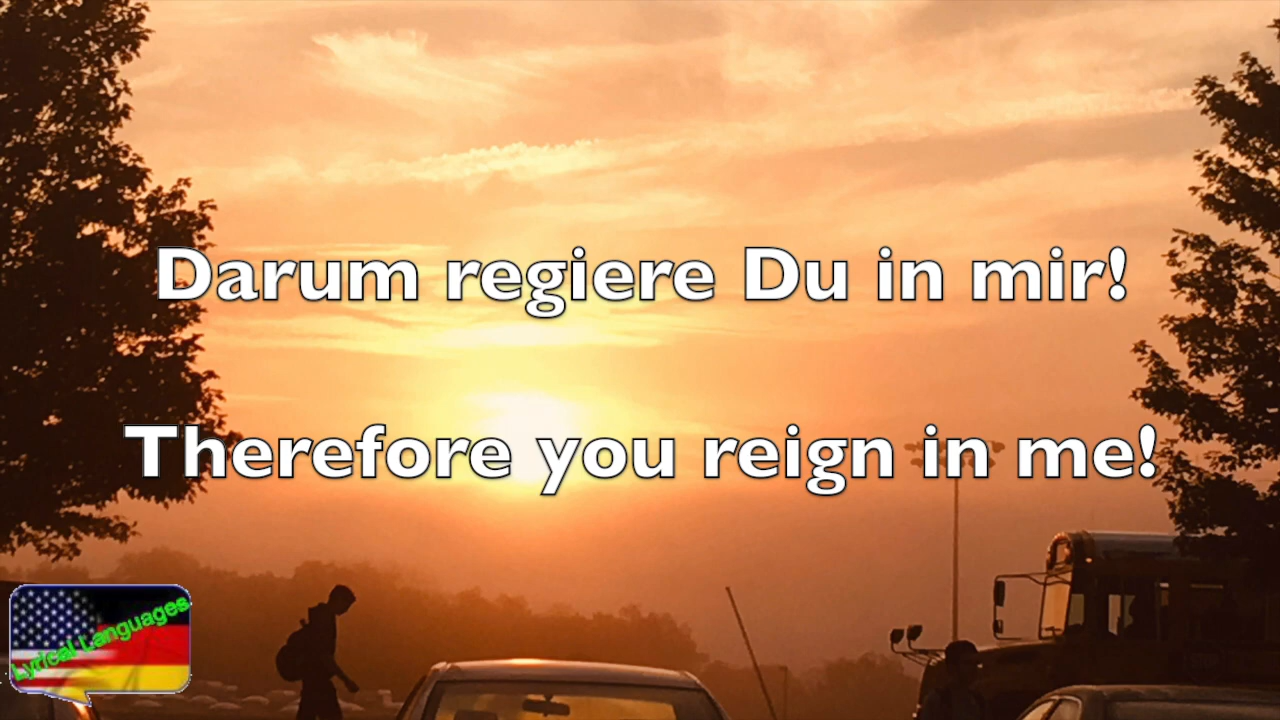 Darum regiere Du in mir!
Therefore you reign in me!
Lyrical Languages